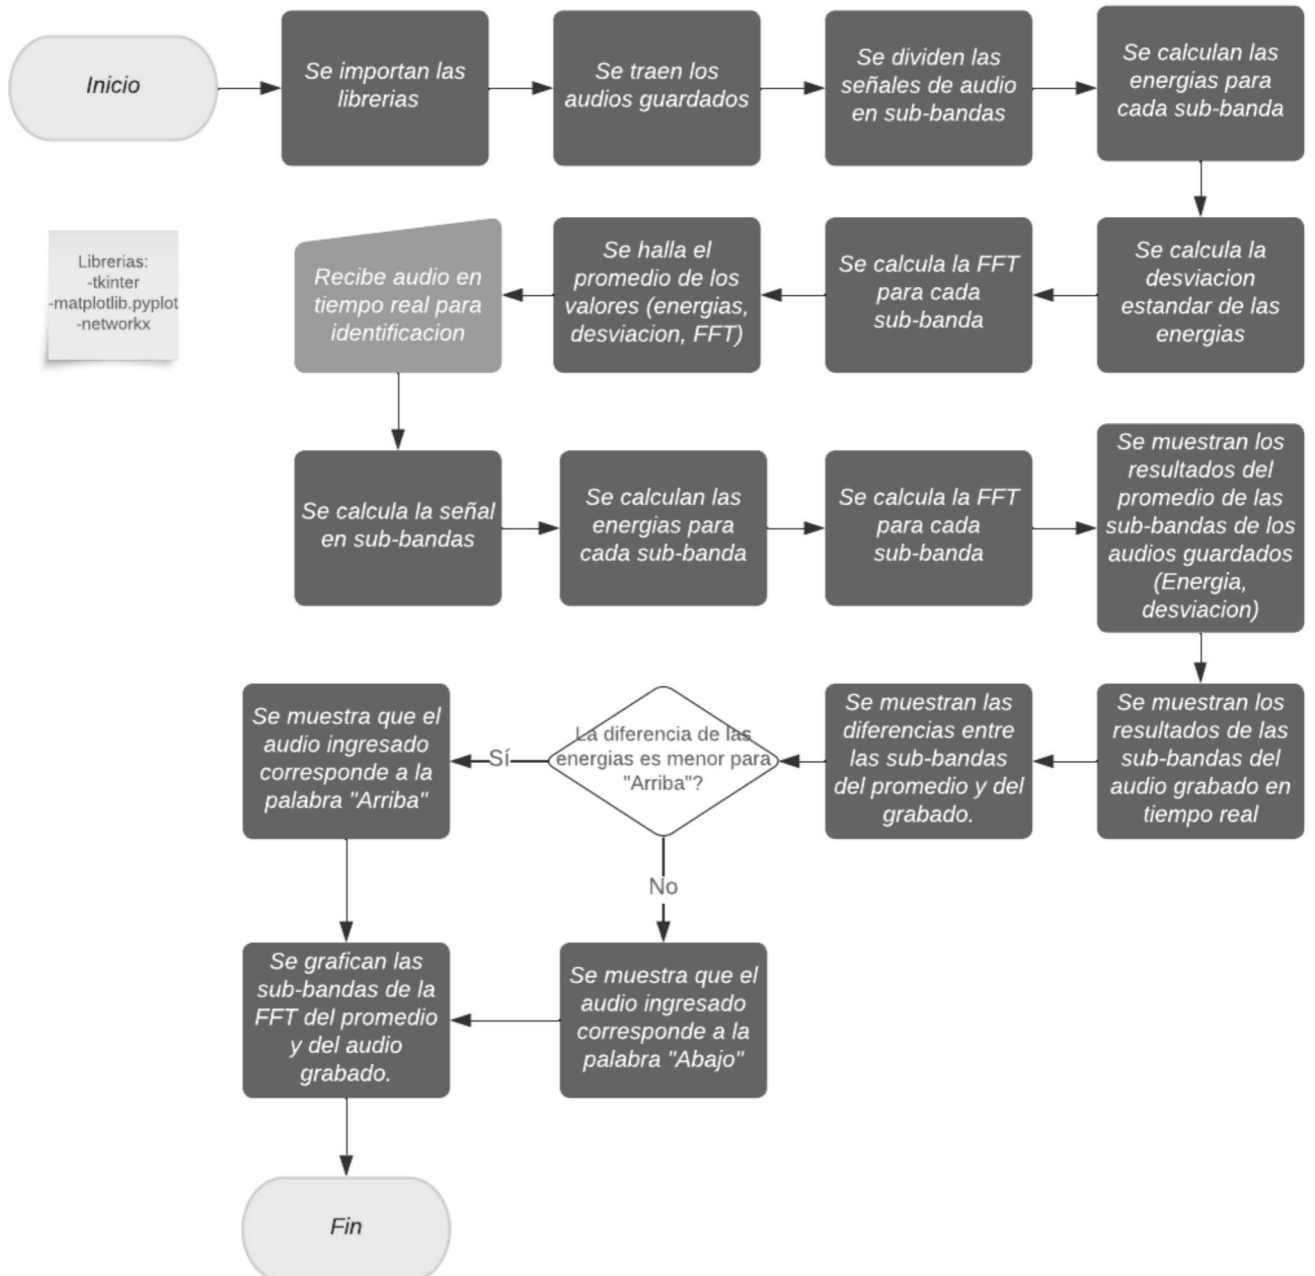 Inicio
Se importan las
librerias
Se traen los
audios guardados
Se dividen las
señales de audio
en sub-bandas
Se calculan las
energias para
cada sub-banda
Se calcula la
desviacion
estandar de las
energias
Se calcula la FFT
para cada
sub-banda
Se halla el
promedio de los
valores (energias,
desviacion, FFT)
Recibe audio en
tiempo real para
identificacion
Librerias:
-tkinter
-matplotlib.pyplot
-networkx
Se calcula la señal
en sub-bandas
Se calculan las
energias para
cada sub-banda
Se calcula la FFT
para cada
sub-banda
Se muestran los
resultados del
promedio de las
sub-bandas de los
audios guardados
(Energia,
desviacion)
Se muestran los
resultados de las
sub-bandas del
audio grabado en
tiempo real
Se muestran las
diferencias entre
las sub-bandas
del promedio y del
grabado.
La diferencia de las
energias es menor para
"Arriba"?
Sí
Se muestra que el
audio ingresado
corresponde a la
palabra "Arriba"
No
Se muestra que el
audio ingresado
corresponde a la
palabra "Abajo"
Se grafican las
sub-bandas de la
FFT del promedio
y del audio
grabado.
Fin